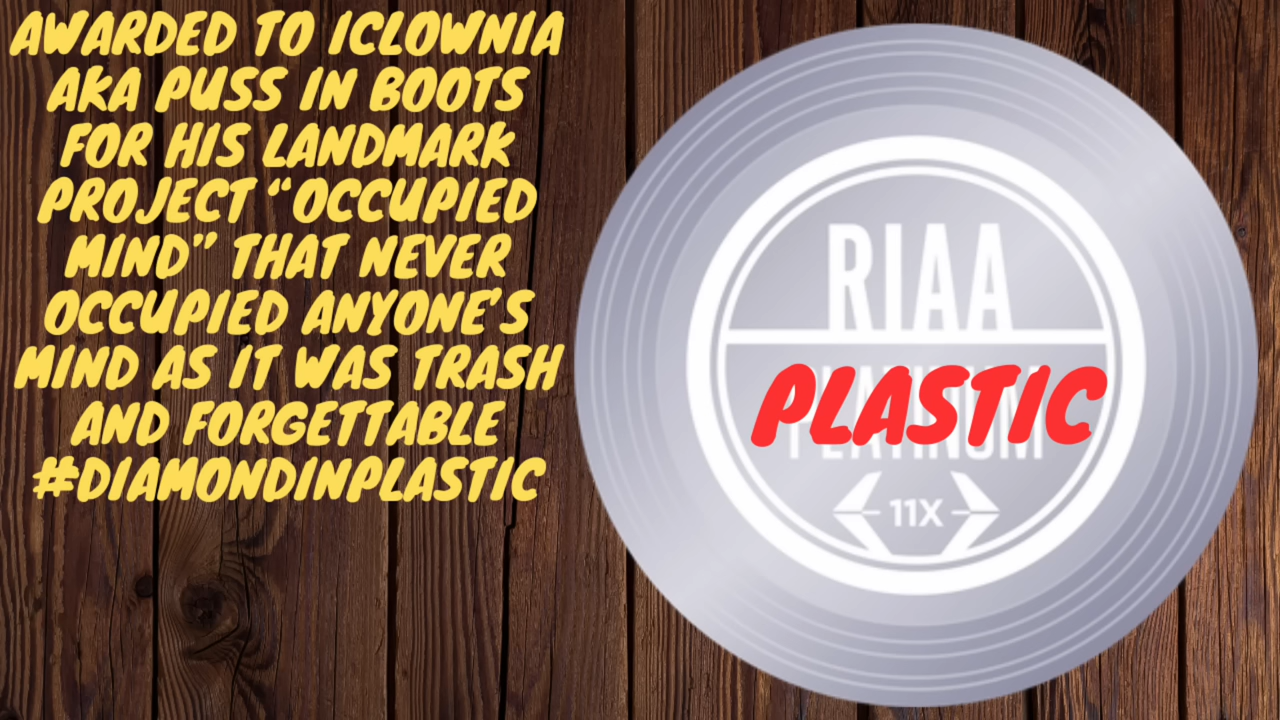 AWARDED TO ICLOWNIA
AKA PUSS IN BOOTS
FOR HIS LANDMARK
PROJECT “OCCUPIED
MIND” THAT NEVER
OCCUPIED ANYONE'S
MIND AS IT WAS TRASH
AND FORGETTABLE
#DIAMONDINPLASTIC
RIAA
PLASTIC
PLATINUM
11X